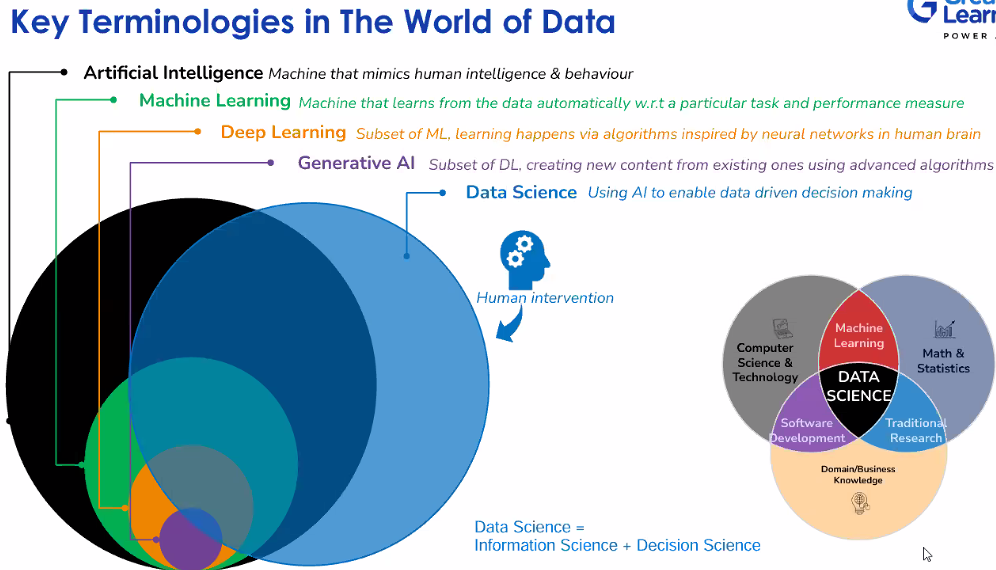 Key Terminologies in The World of Data
Learn
POWER
Artificial Intelligence Machine that mimics human intelligence & behaviour
Machine Learning Machine that learns from the data automatically w.r.t a particular task and performance measure
Deep Learning Subset of ML, learning happens via algorithms inspired by neural networks in human brain
Generative AI Subset of DL, creating new content from existing ones using advanced algorithms
Data Science Using AI to enable data driven decision making
Human intervention
Machine
Learning
Computer
Science &
Technology
Math &
Statistics
DATA
SCIENCE
Software
Development
Traditional
Research
Domain/Business
Knowledge
Data Science =
Information Science + Decision Science